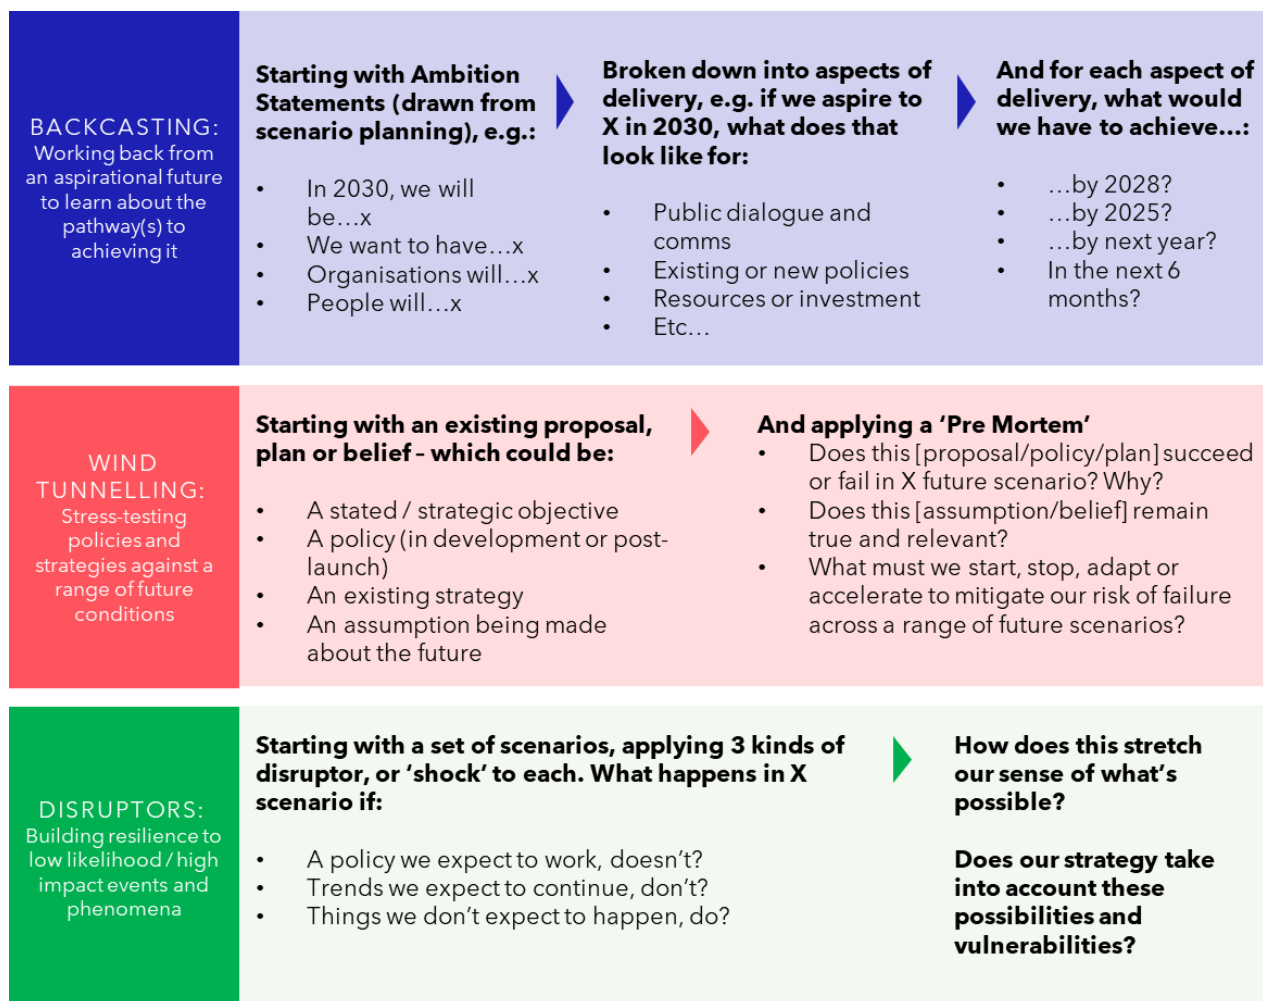 BACKCASTING:
Working back from
an aspirational future
to learn about the
pathway(s) to
achieving it
Starting with Ambition
Statements (drawn from
scenario planning), e.g.:
• In 2030, we will
be…x
• We want to have…x
• Organisations will…x
• People will…x
Broken down into aspects of
delivery, e.g. if we aspire to
X in 2030, what does that
look like for:
• Public dialogue and
comms
• Existing or new policies
• Resources or investment
• Etc…
And for each aspect of
delivery, what would
we have to achieve…:
• …by 2028?
• …by 2025?
• …by next year?
• In the next 6
months?
WIND
TUNNELLING:
Stress-testing
policies and
strategies against a
range of future
conditions
Starting with an existing proposal,
plan or belief – which could be:
• A stated / strategic objective
• A policy (in development or post-
launch)
• An existing strategy
• An assumption being made
about the future
And applying a ‘Pre Mortem’
• Does this [proposal/policy/plan] succeed
or fail in X future scenario? Why?
• Does this [assumption/belief] remain
true and relevant?
• What must we start, stop, adapt or
accelerate to mitigate our risk of failure
across a range of future scenarios?
DISRUPTORS:
Building resilience to
low likelihood / high
impact events and
phenomena
Starting with a set of scenarios, applying 3 kinds of
disruptor, or ‘shock’ to each. What happens in X
scenario if:
• A policy we expect to work, doesn’t?
• Trends we expect to continue, don’t?
• Things we don’t expect to happen, do?
How does this stretch
our sense of what’s
possible?
Does our strategy take
into account these
possibilities and
vulnerabilities?